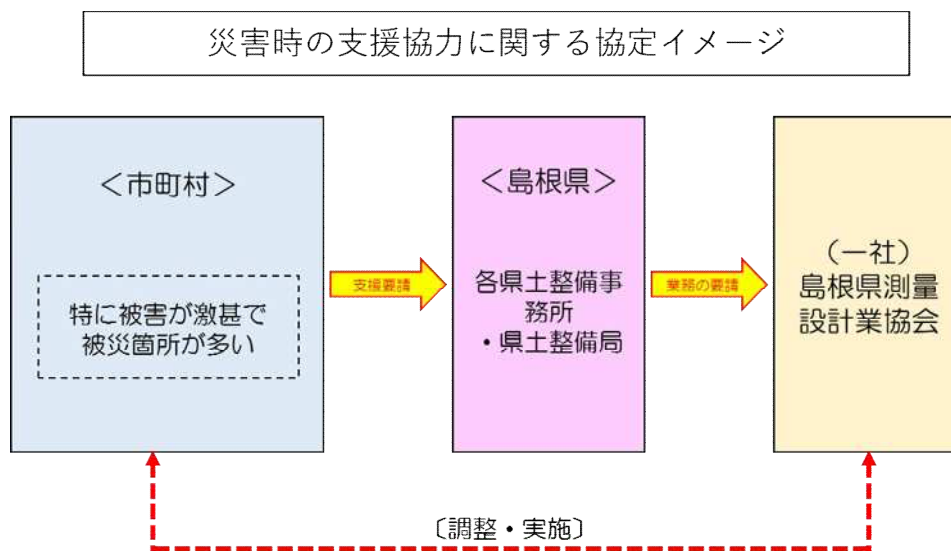 災害時の支援協力に関する協定イメージ
＜市町村＞
特に被害が激甚で
被災箇所が多い
支援要請
＜島根県＞
各県土整備事
務所
・県土整備局
業務の要請
（一社）
島根県測量
設計業協会
〔調整・実施〕